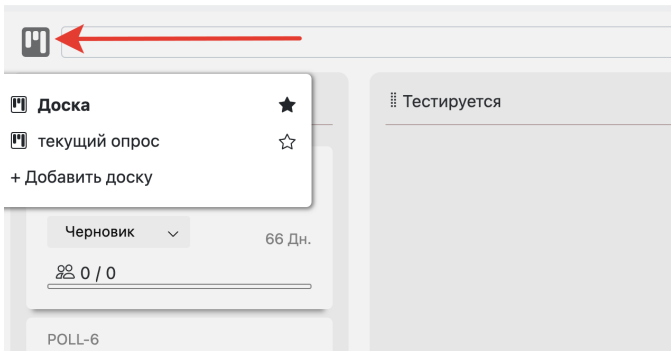 Доска
текущий опрос
+ Добавить доску
Тестируется
Черновик
66 Дн.
0 / 0
POLL-6